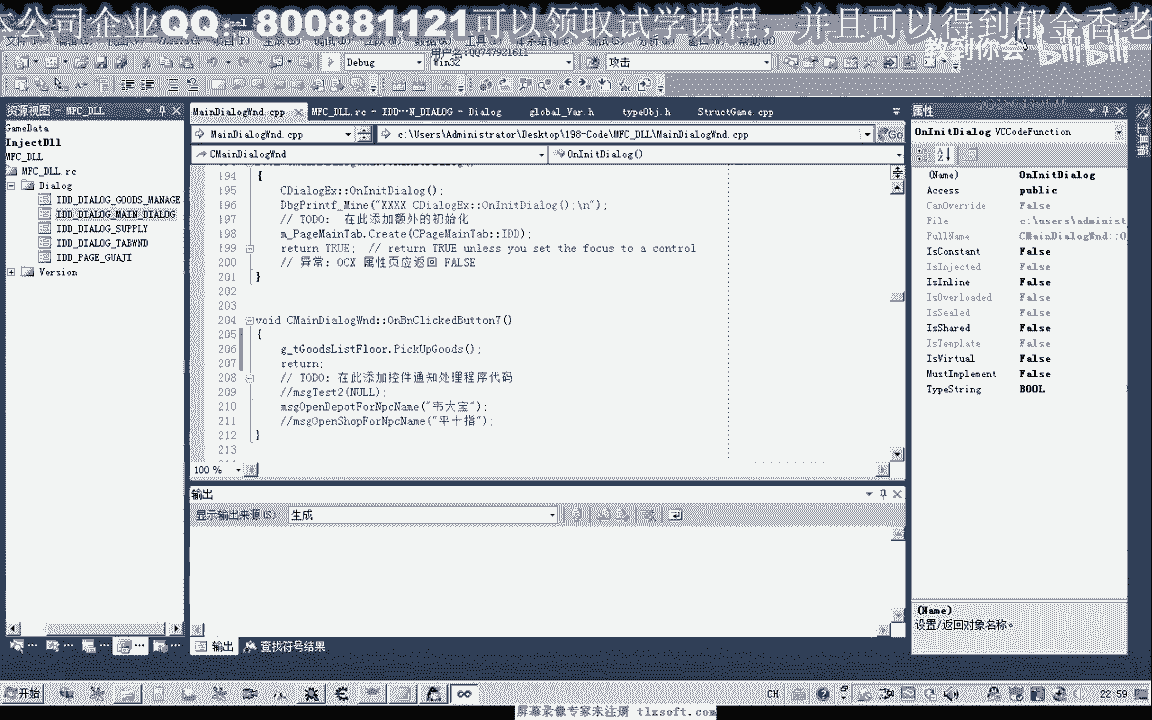 公司企业QQ：800881121可以领取试学课程，并且可以得到郁金香老
教到你会 bilibili
用户名:QQ74792161
Debug Win32 攻击
资源视图 - MFC_DLL
GameData
InjectDll
MFC_DLL
MFC_DLL.rc
Dialog
IDD_DIALOG_GOODS_MANAGE
IDD_DIALOG_MAIN_DIALOG
IDD_DIALOG_SUPPLY
IDD_DIALOG_TABWND
IDD_PAGE_GUAJI
Version
MainDialogWnd.cpp MFC_DLL.rc - IDD...N_DIALOG - Dialog global_Var.h typeObj.h StructGame.cpp
MainDialogWnd.cpp c:\Users\Administrator\Desktop\198-Code\MFC_DLL\MainDialogWnd.cpp Go
CMainDialogWnd OnInitDialog()
194 {
195 CDialogEx::OnInitDialog();
196 DbgPrintf_Mine("XXXX CDialogEx::OnInitDialog();\n");
197 // TODO: 在此添加额外的初始化
198 m_PageMainTab.Create(CPageMainTab::IDD);
199 return TRUE; // return TRUE unless you set the focus to a control
200 // 异常: OCX 属性页应返回 FALSE
201 }
202
203
204 void CMainDialogWnd::OnBnClickedButton7()
205 {
206 g_tGoodsListFloor.PickUpGoods();
207 return;
208 // TODO: 在此添加控件通知处理程序代码
209 //msgTest2(NULL);
210 msgOpenDepotForNpcName("韦大宝");
211 //msgOpenShopForNpcName("平十指");
212 }
213
100 %
输出
显示输出来源(S): 生成
输出 查找符号结果
属性
OnInitDialog VCCodeFunction
(Name) OnInitDialog
Access public
CanOverride False
File c:\users\administ
FullName CMainDialogWnd::O
IsConstant False
IsInjected False
IsInline False
IsOverloaded False
IsSealed False
IsShared False
IsTemplate False
IsVirtual False
MustImplement False
TypeString BOOL
(Name)
设置/返回对象名称。
开始 CH 22:59
屏幕录像专家未注册 tlxsoft.com